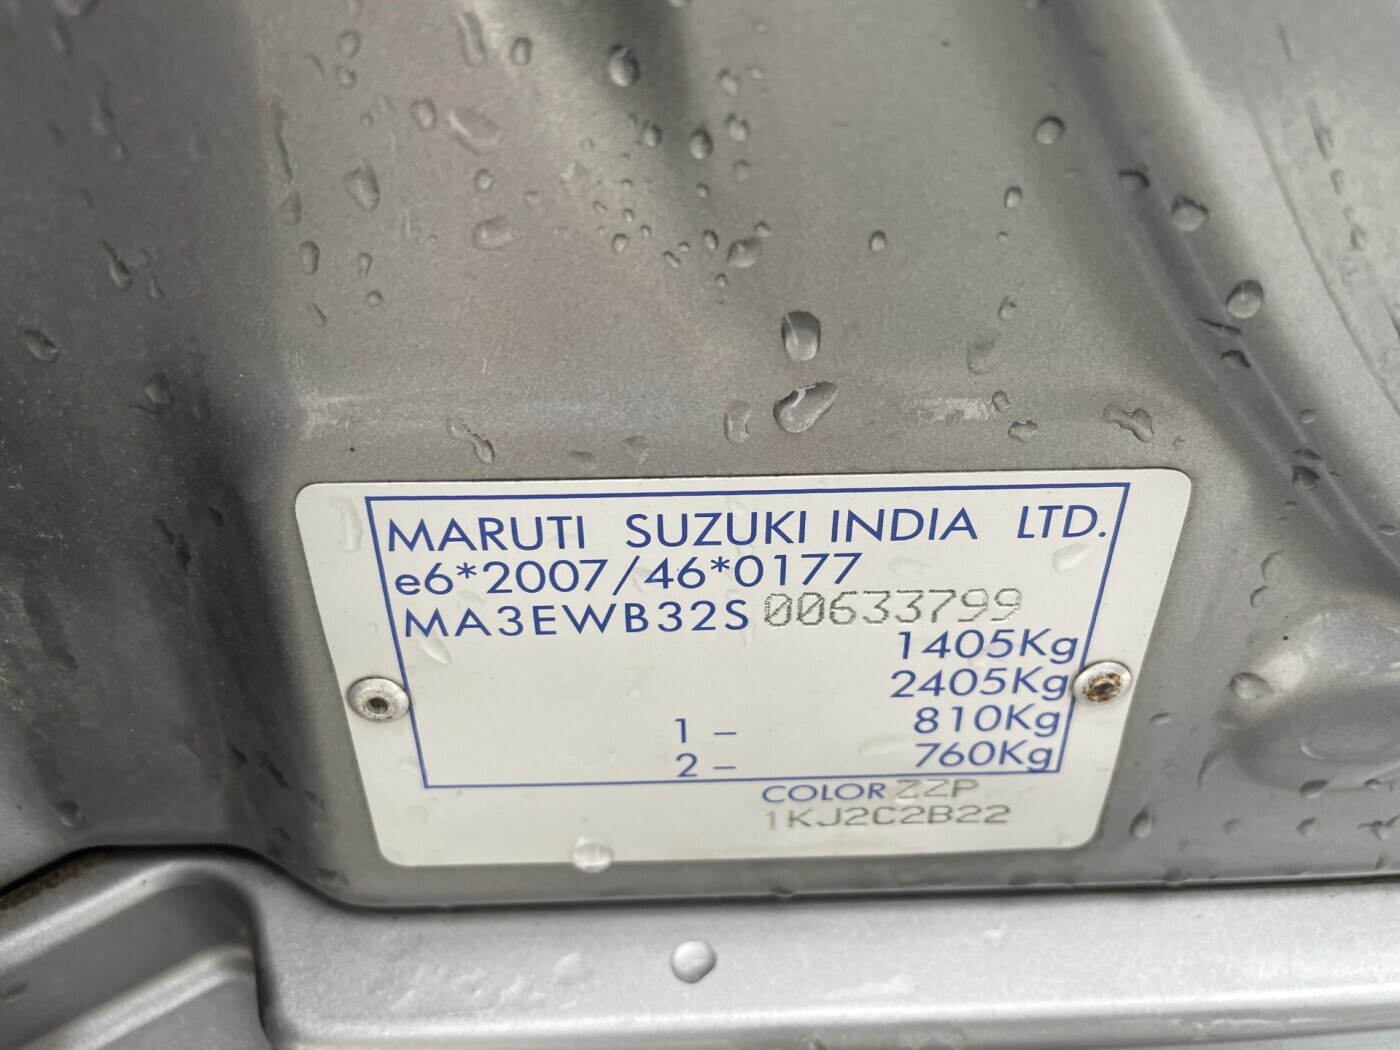 MARUTI SUZUKI INDIA LTD.
e6*2007/46*0177
MA3EWB32S00633799
1405Kg
2405Kg
1 - 810Kg
2 - 760Kg
COLOR ZZP
1KJ2C2B22